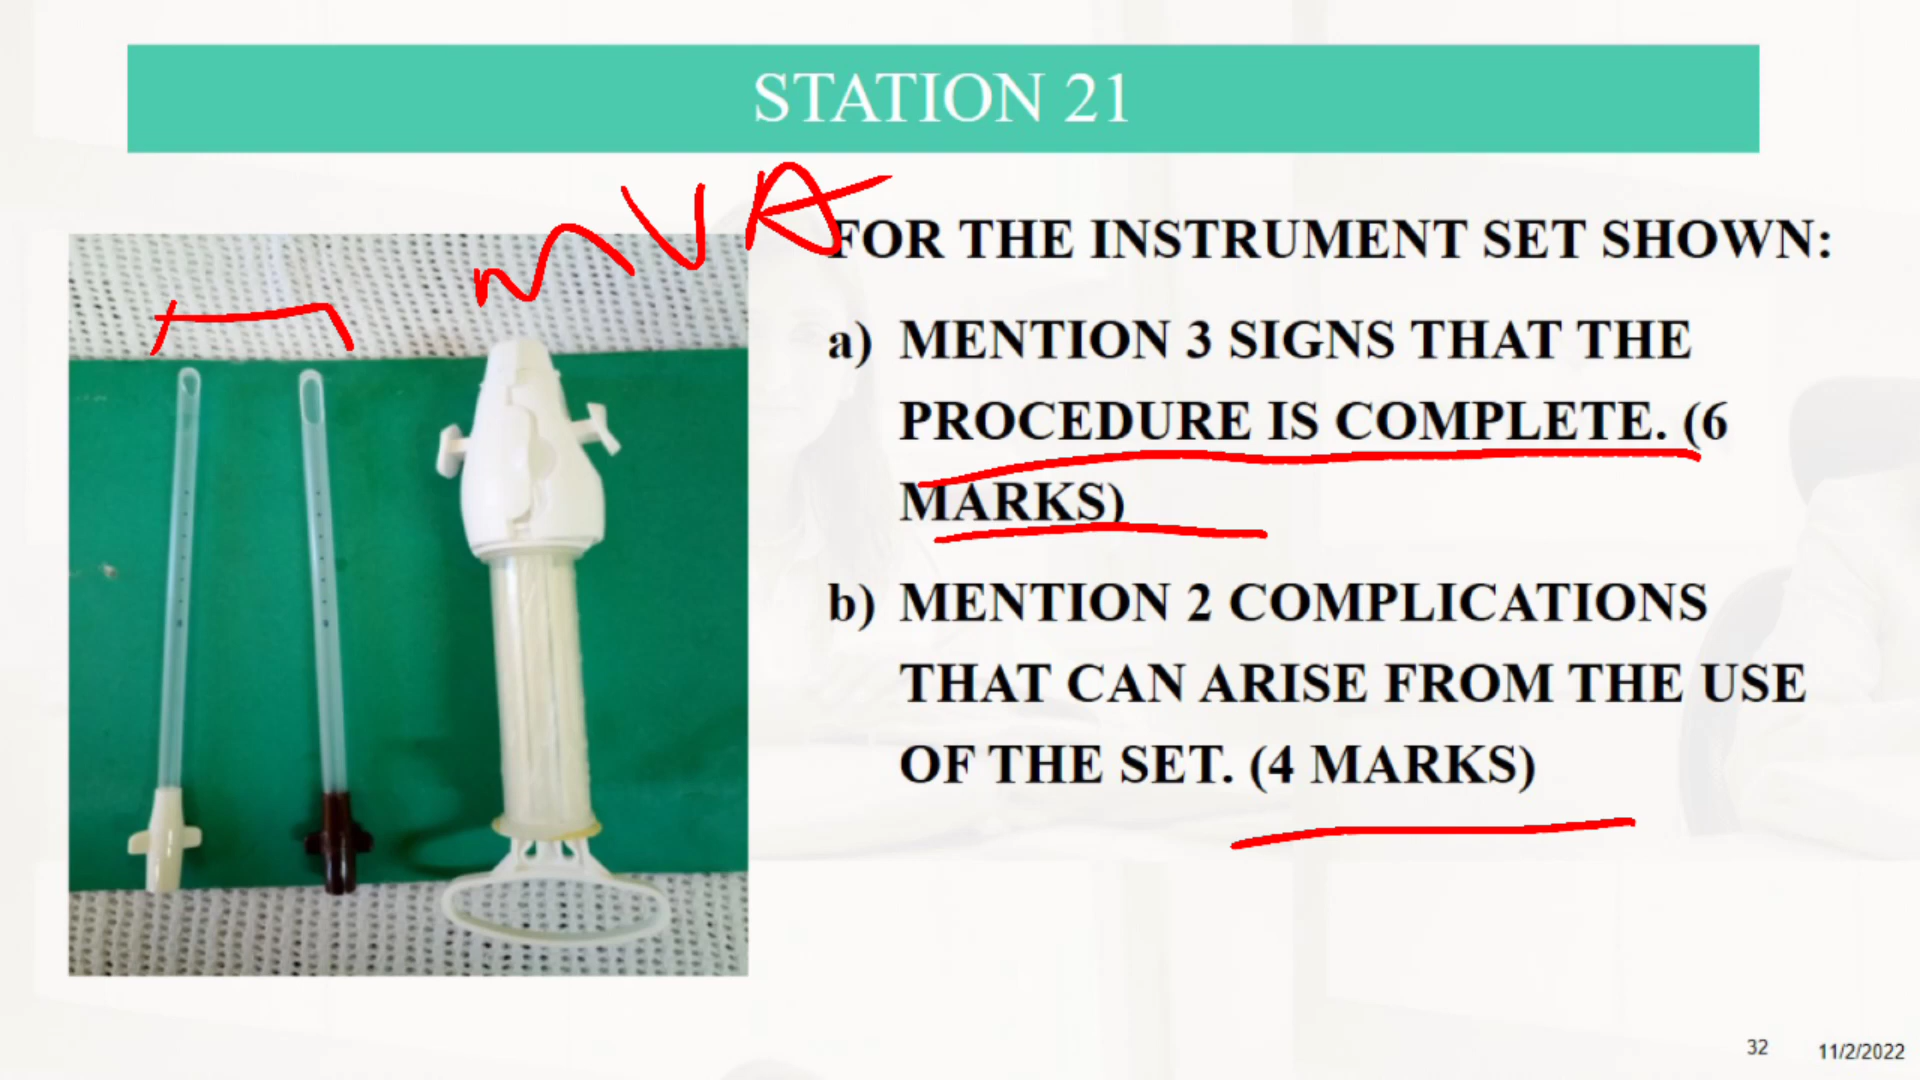 STATION 21
MVA
FOR THE INSTRUMENT SET SHOWN:
a) MENTION 3 SIGNS THAT THE
PROCEDURE IS COMPLETE. (6
MARKS)
b) MENTION 2 COMPLICATIONS
THAT CAN ARISE FROM THE USE
OF THE SET. (4 MARKS)
32
11/2/2022